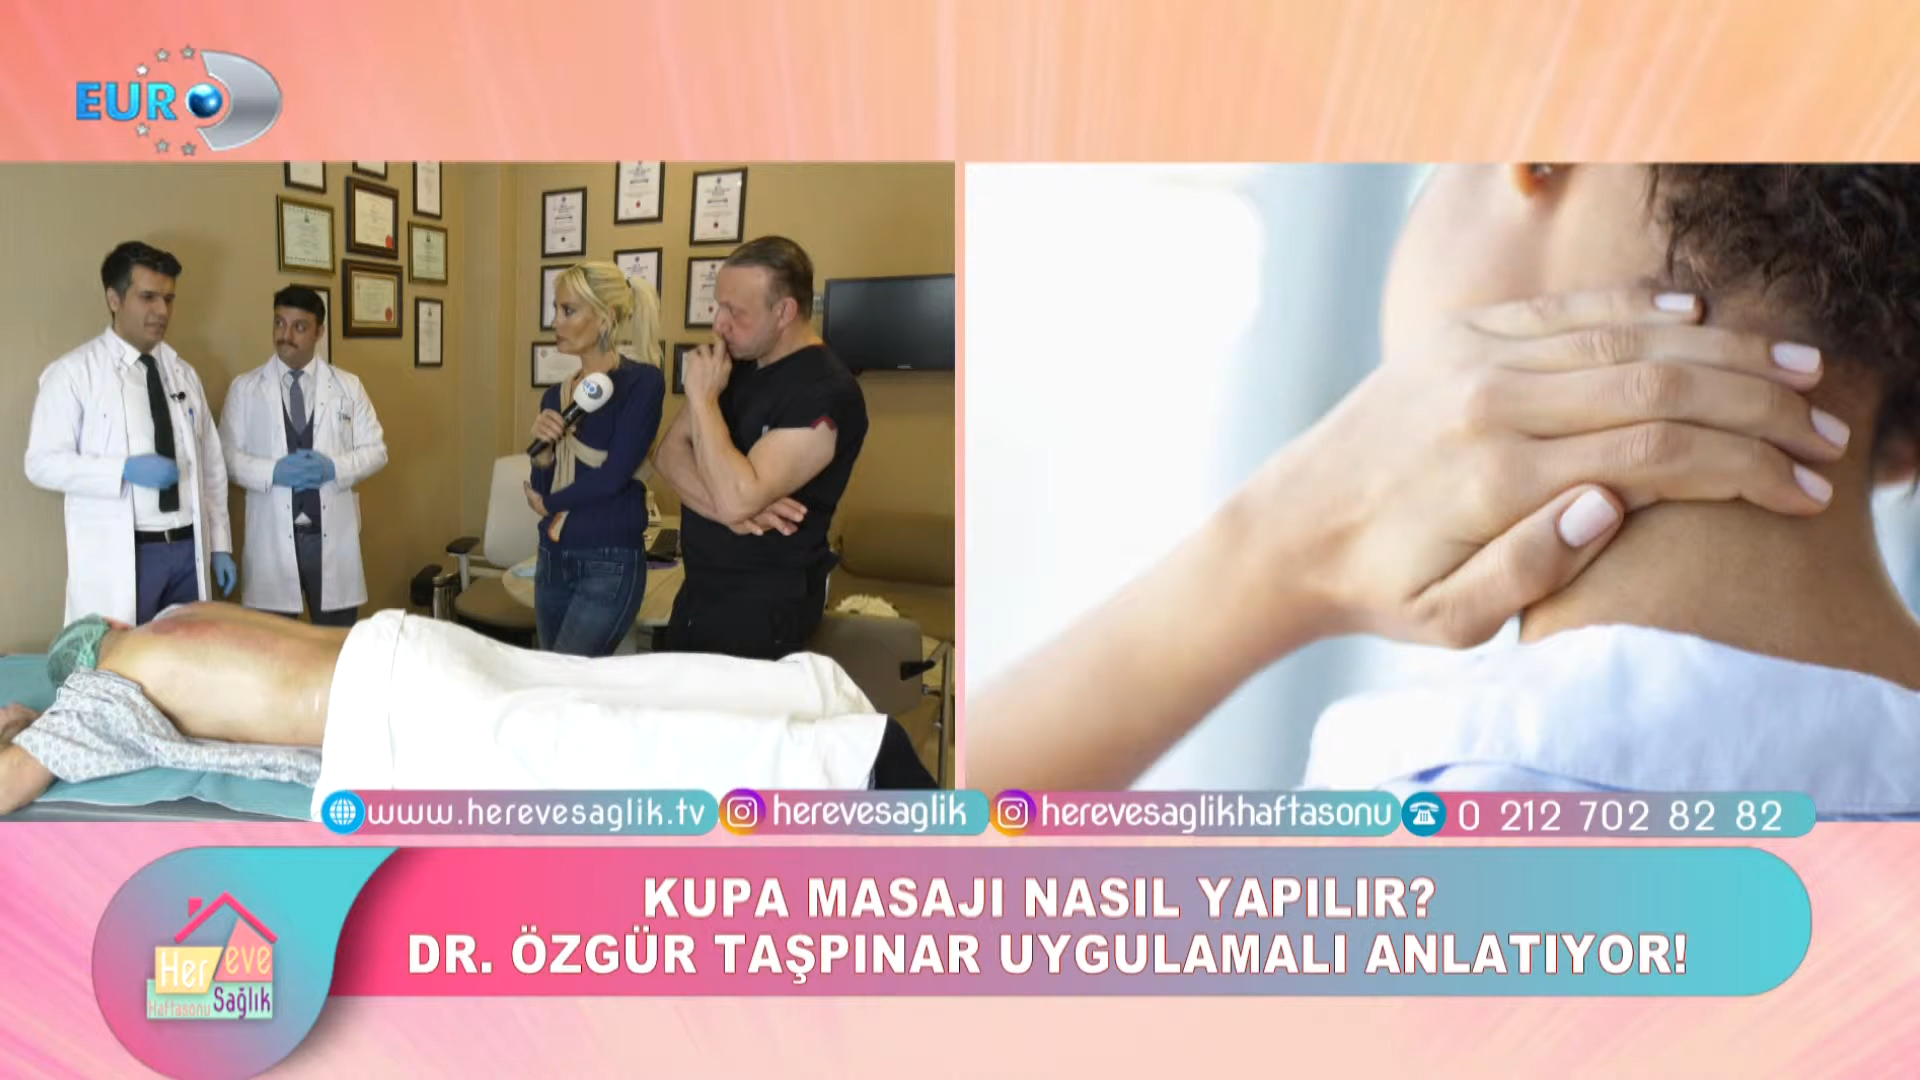 EURO D
www.herevesaglik.tv
herevesaglik
herevesaglikhaftasonu
0 212 702 82 82
KUPA MASAJI NASIL YAPILIR?
DR. ÖZGÜR TAŞPINAR UYGULAMALI ANLATIYOR!
Her eve
Haftasonu Sağlık